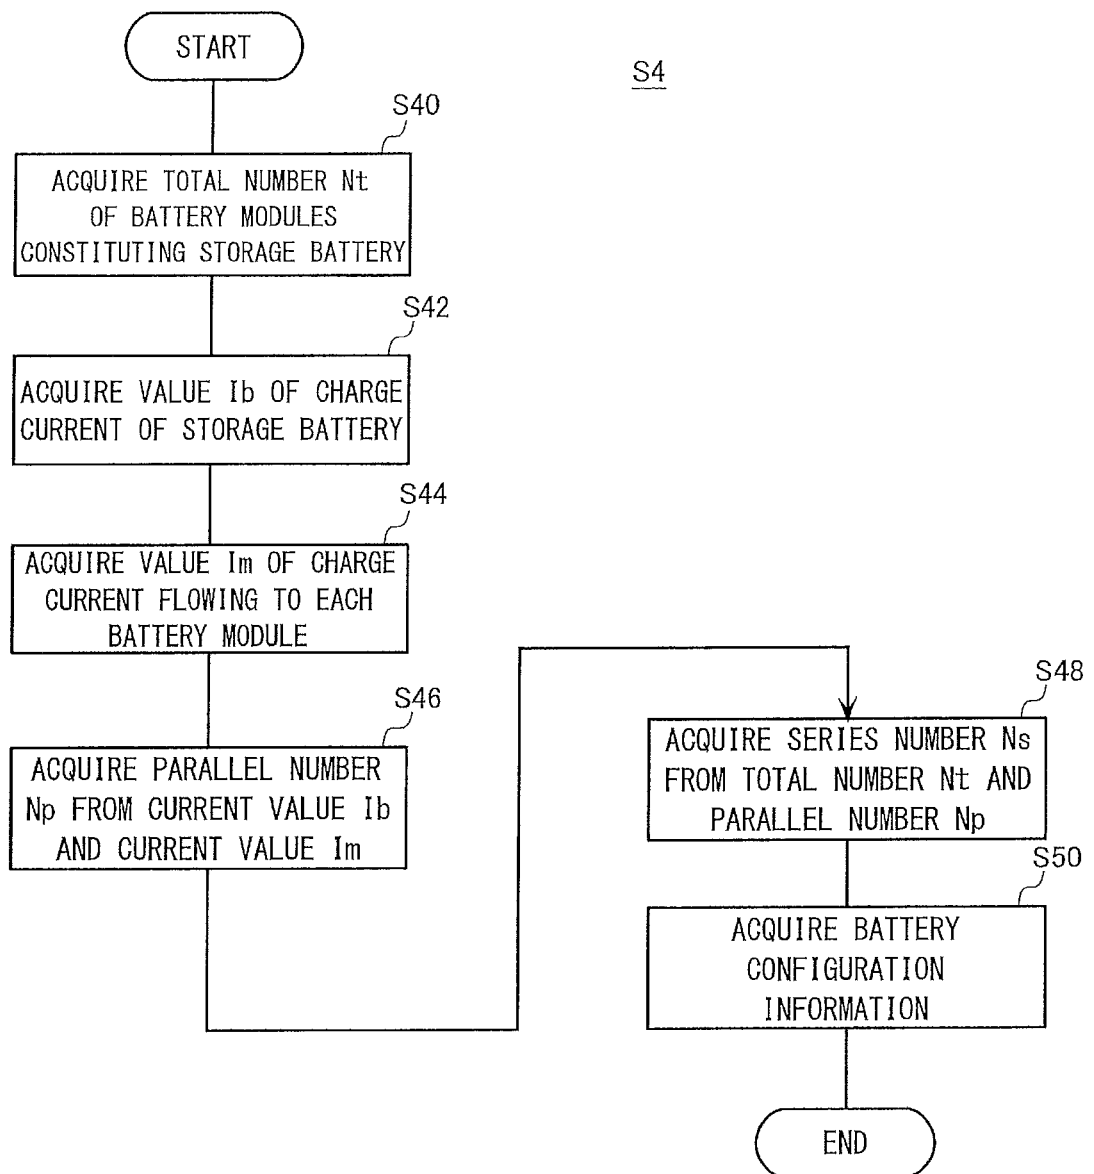 START
S4
S40
ACQUIRE TOTAL NUMBER Nt
OF BATTERY MODULES
CONSTITUTING STORAGE BATTERY
S42
ACQUIRE VALUE Ib OF CHARGE
CURRENT OF STORAGE BATTERY
S44
ACQUIRE VALUE Im OF CHARGE
CURRENT FLOWING TO EACH
BATTERY MODULE
S46
ACQUIRE PARALLEL NUMBER
Np FROM CURRENT VALUE Ib
AND CURRENT VALUE Im
S48
ACQUIRE SERIES NUMBER Ns
FROM TOTAL NUMBER Nt AND
PARALLEL NUMBER Np
S50
ACQUIRE BATTERY
CONFIGURATION
INFORMATION
END